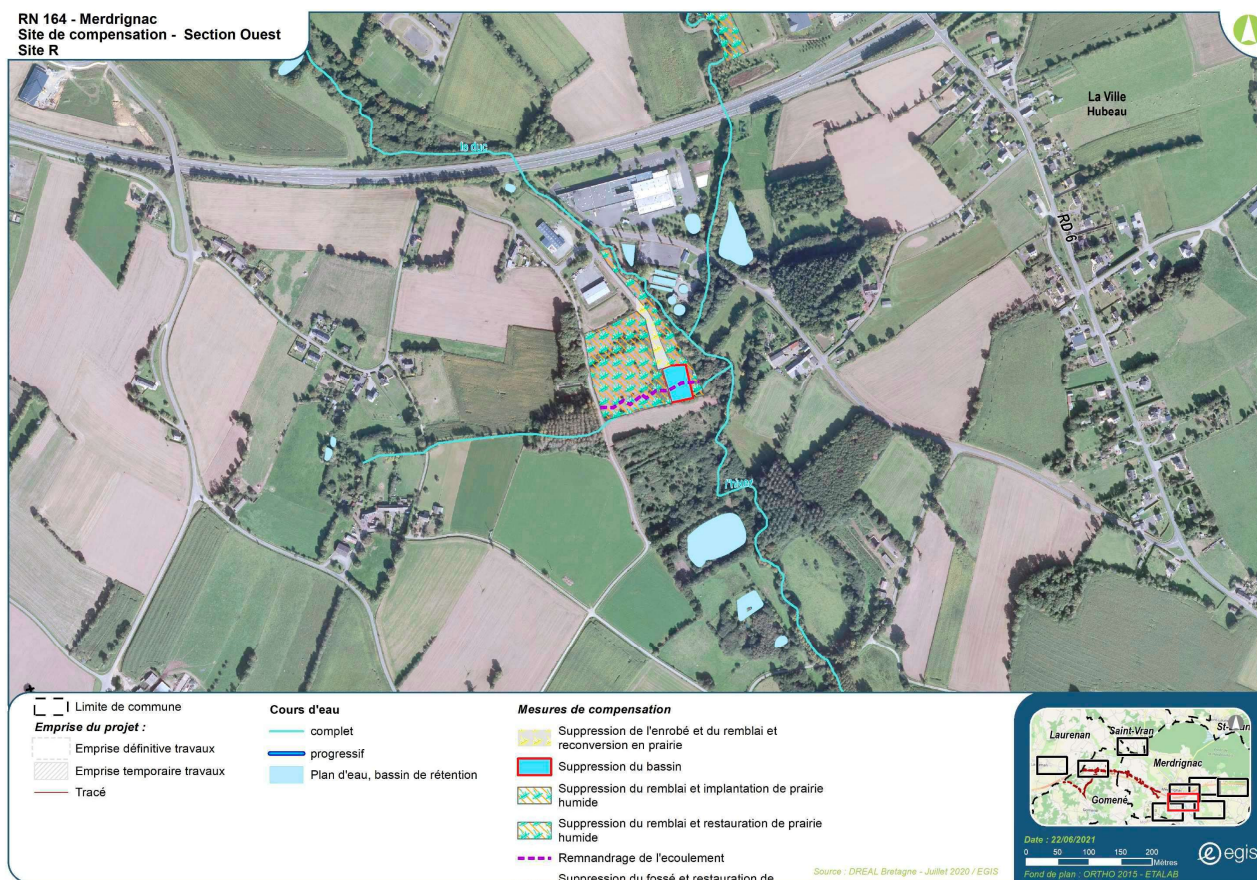 RN 164 - Merdrignac
Site de compensation - Section Ouest
Site R
La Ville
Hubeau
le duc
RD 6
l'hivet
Limite de commune
Emprise du projet :
Emprise définitive travaux
Emprise temporaire travaux
Tracé
Cours d'eau
complet
progressif
Plan d'eau, bassin de rétention
Mesures de compensation
Suppression de l'enrobé et du remblai et
reconversion en prairie
Suppression du bassin
Suppression du remblai et implantation de prairie
humide
Suppression du remblai et restauration de prairie
humide
Remnandrage de l'ecoulement
Suppression du fossé et restauration de
Source : DREAL Bretagne - Juillet 2020 / EGIS
Laurenan
Saint-Vran
Merdrignac
Gomené
Date : 22/06/2021
0 50 100 150 200
Mètres
egis
Fond de plan : ORTHO 2015 - ETALAB